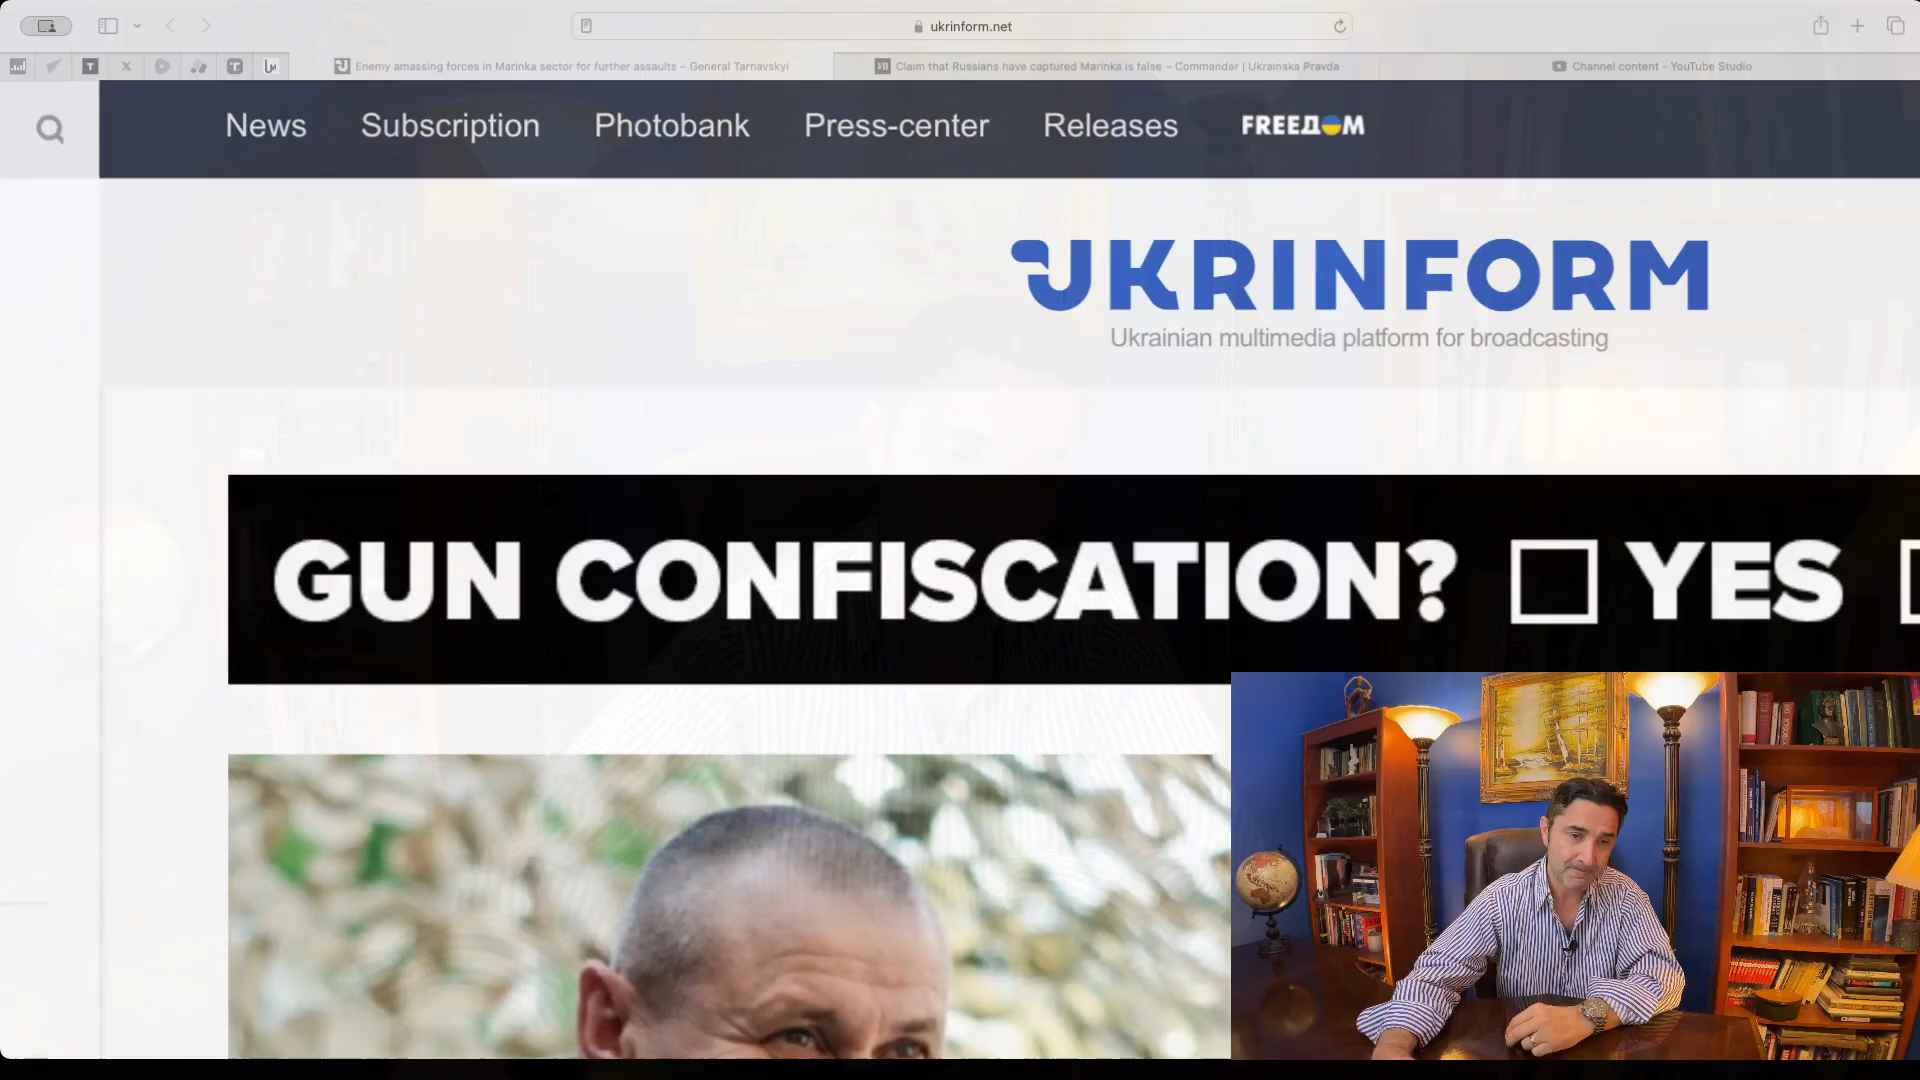 ukrinform.net
Enemy amassing forces in Marinka sector for further assaults – General Tarnavskyi
Claim that Russians have captured Marinka is false – Commander | Ukrainska Pravda
Channel content - YouTube Studio
News Subscription Photobank Press-center Releases FREEДOM
UKRINFORM
Ukrainian multimedia platform for broadcasting
GUN CONFISCATION? YES